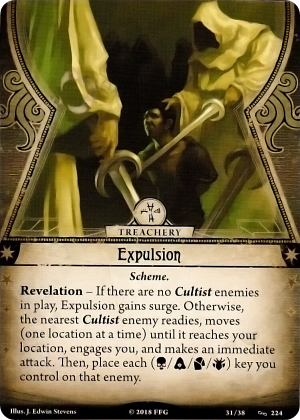 TREACHERY
Expulsion
Scheme.
Revelation – If there are no Cultist enemies
in play, Expulsion gains surge. Otherwise,
the nearest Cultist enemy readies, moves
(one location at a time) until it reaches your
location, engages you, and makes an immediate
attack. Then, place each (/ / / ) key you
control on that enemy.
Illus. J. Edwin Stevens
© 2018 FFG
31/38
224